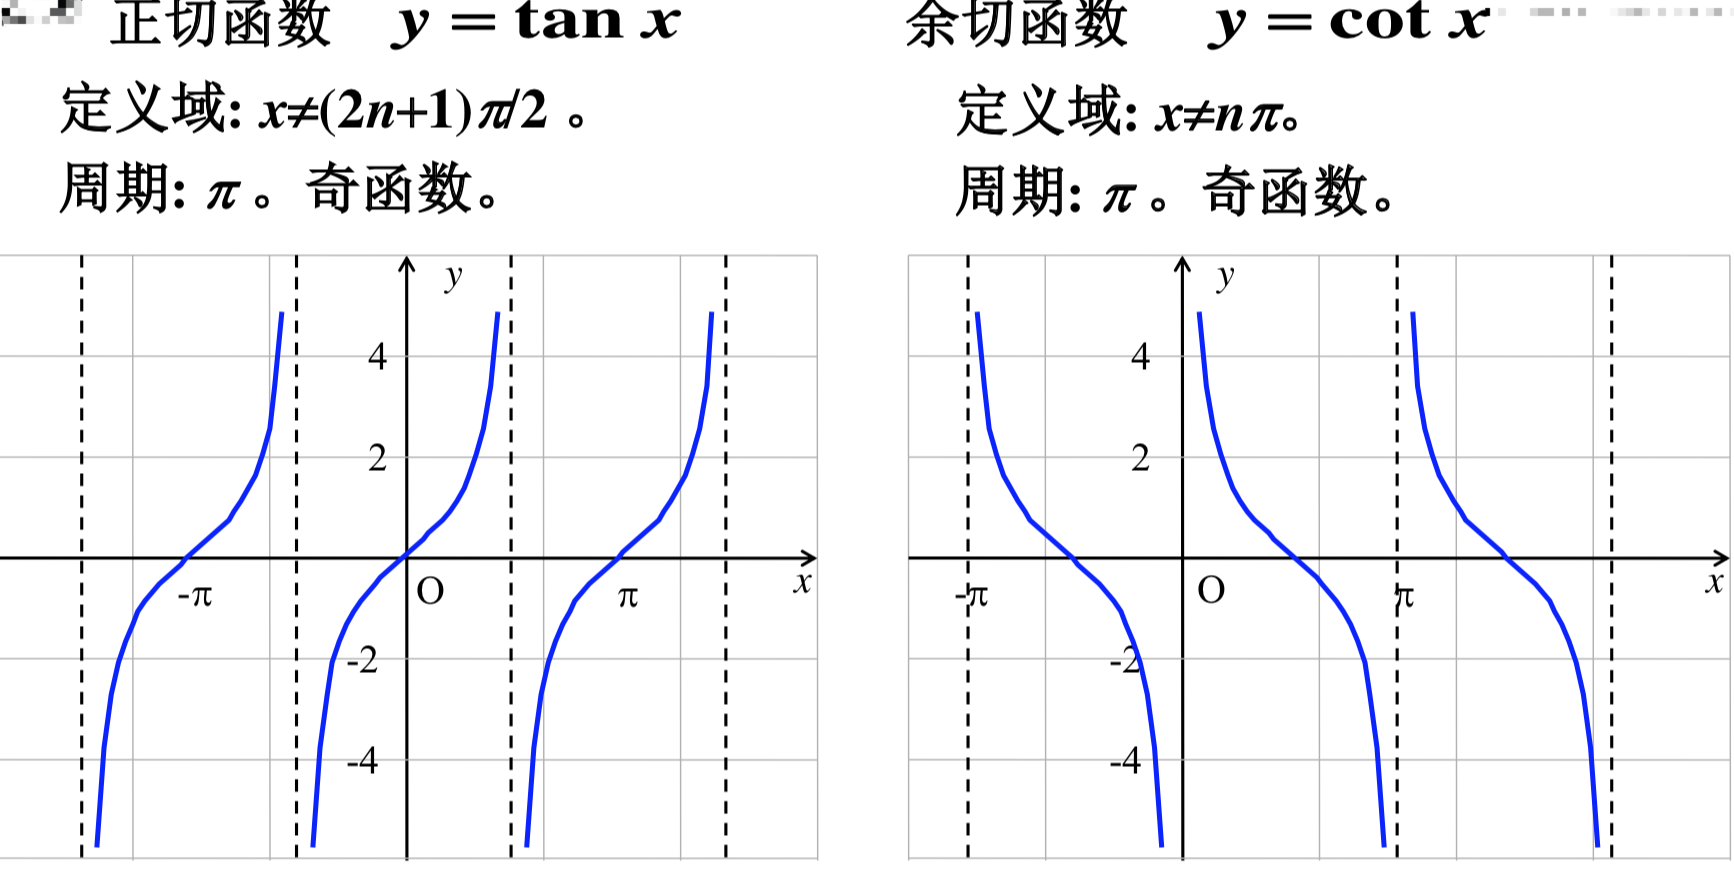 正切函数 y = tan x
定义域: x≠(2n+1)π/2 。
周期: π 。奇函数。
y
4
2
-π
O
π
x
-2
-4
余切函数 y = cot x
定义域: x≠nπ。
周期: π 。奇函数。
y
4
2
-π
O
π
x
-2
-4